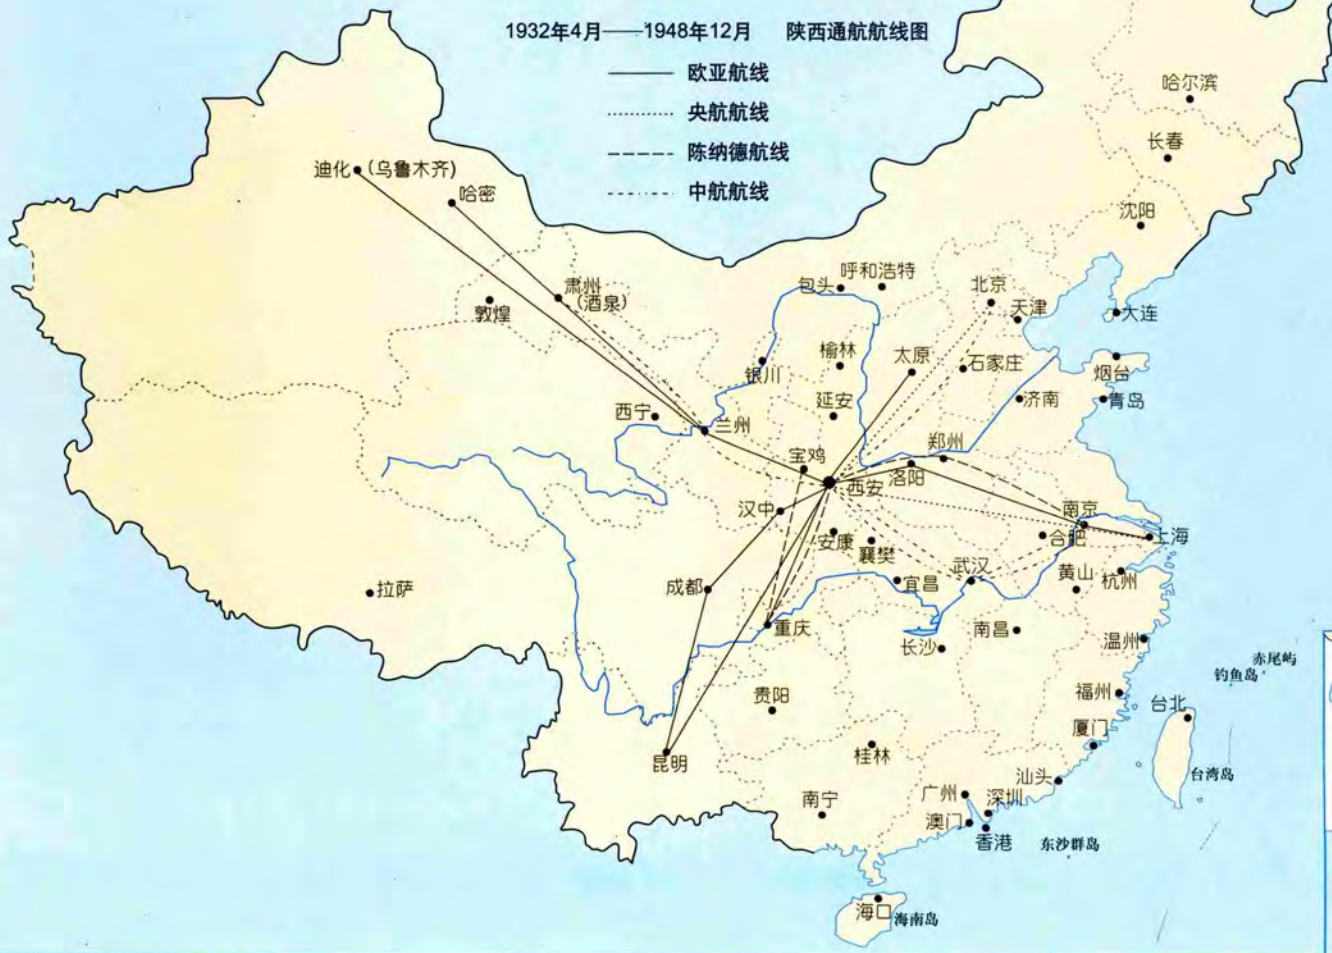 1932年4月——1948年12月 陕西通航航线图
欧亚航线
央航航线
陈纳德航线
中航航线
哈尔滨
长春
沈阳
迪化(乌鲁木齐)
哈密
肃州
(酒泉)
敦煌
包头
呼和浩特
北京
天津
大连
银川
榆林
太原
石家庄
烟台
西宁
延安
济南
青岛
兰州
宝鸡
郑州
洛阳
西安
汉中
南京
上海
安康
襄樊
合肥
武汉
宜昌
黄山
杭州
拉萨
成都
重庆
长沙
南昌
温州
赤尾屿
钓鱼岛
贵阳
福州
台北
厦门
昆明
桂林
台湾岛
汕头
南宁
广州
深圳
澳门
香港
东沙群岛
海口
海南岛